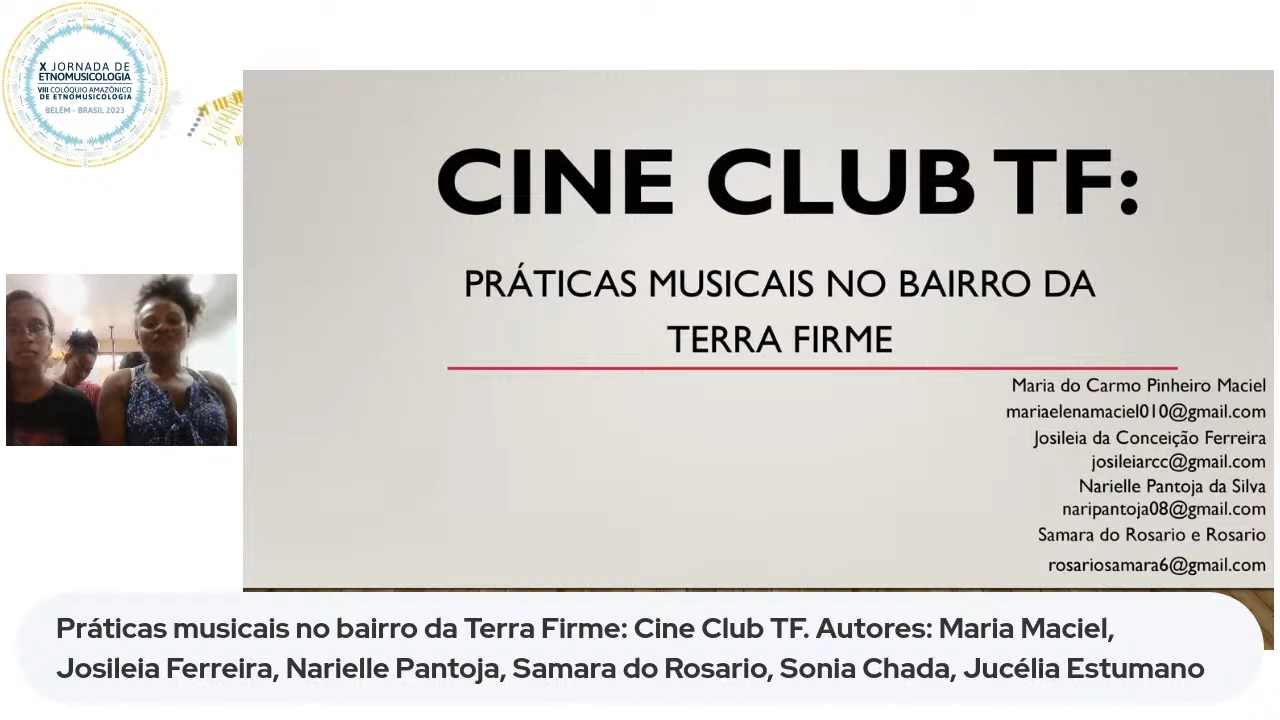 X JORNADA DE
ETNOMUSICOLOGIA
VIII COLÓQUIO AMAZÔNICO
DE ETNOMUSICOLOGIA
BELÉM - BRASIL 2023
CINE CLUB TF:
PRÁTICAS MUSICAIS NO BAIRRO DA
TERRA FIRME
Maria do Carmo Pinheiro Maciel
mariaelenamaciel010@gmail.com
Josileia da Conceição Ferreira
josileiarcc@gmail.com
Narielle Pantoja da Silva
naripantoja08@gmail.com
Samara do Rosario e Rosario
rosariosamara6@gmail.com
Práticas musicais no bairro da Terra Firme: Cine Club TF. Autores: Maria Maciel,
Josileia Ferreira, Narielle Pantoja, Samara do Rosario, Sonia Chada, Jucélia Estumano